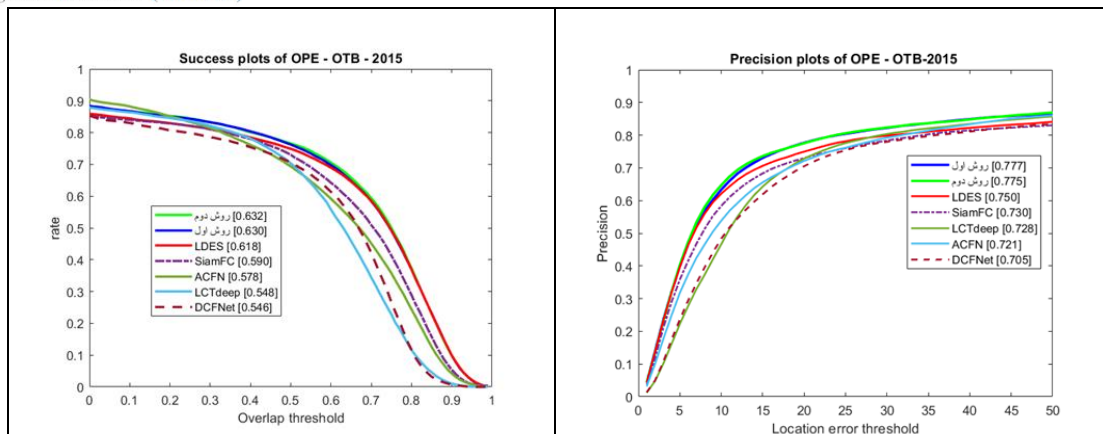 Success plots of OPE - OTB - 2015
1
0.9
0.8
0.7
0.6
0.5
0.4
0.3
0.2
0.1
0
rate
روش دوم [0.632]
روش اول [0.630]
LDES [0.618]
SiamFC [0.590]
ACFN [0.578]
LCTdeep [0.548]
DCFNet [0.546]
0 0.1 0.2 0.3 0.4 0.5 0.6 0.7 0.8 0.9 1
Overlap threshold
Precision plots of OPE - OTB-2015
1
0.9
0.8
0.7
0.6
0.5
0.4
0.3
0.2
0.1
0
Precision
روش اول [0.777]
روش دوم [0.775]
LDES [0.750]
SiamFC [0.730]
LCTdeep [0.728]
ACFN [0.721]
DCFNet [0.705]
5 10 15 20 25 30 35 40 45 50
Location error threshold